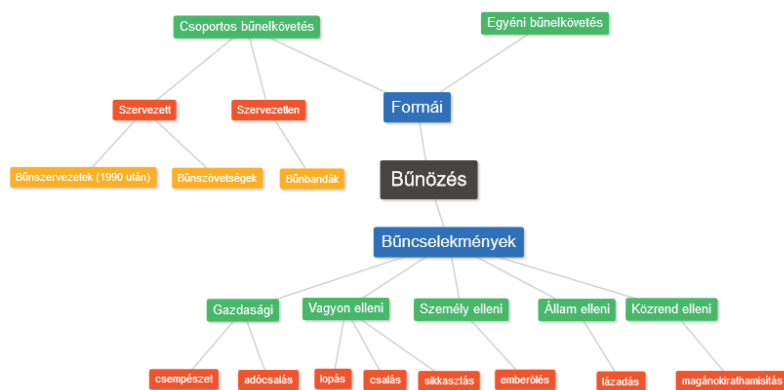 Csoportos bűnelkövetés
Egyéni bűnelkövetés
Szervezett
Szervezetlen
Formái
Bűnszervezetek (1990 után)
Bűnszövetségek
Bűnbandák
Bűnözés
Bűncselekmények
Gazdasági
Vagyon elleni
Személy elleni
Állam elleni
Közrend elleni
csempészet
adócsalás
lopás
csalás
sikkasztás
emberölés
lázadás
magánokirathamisítás